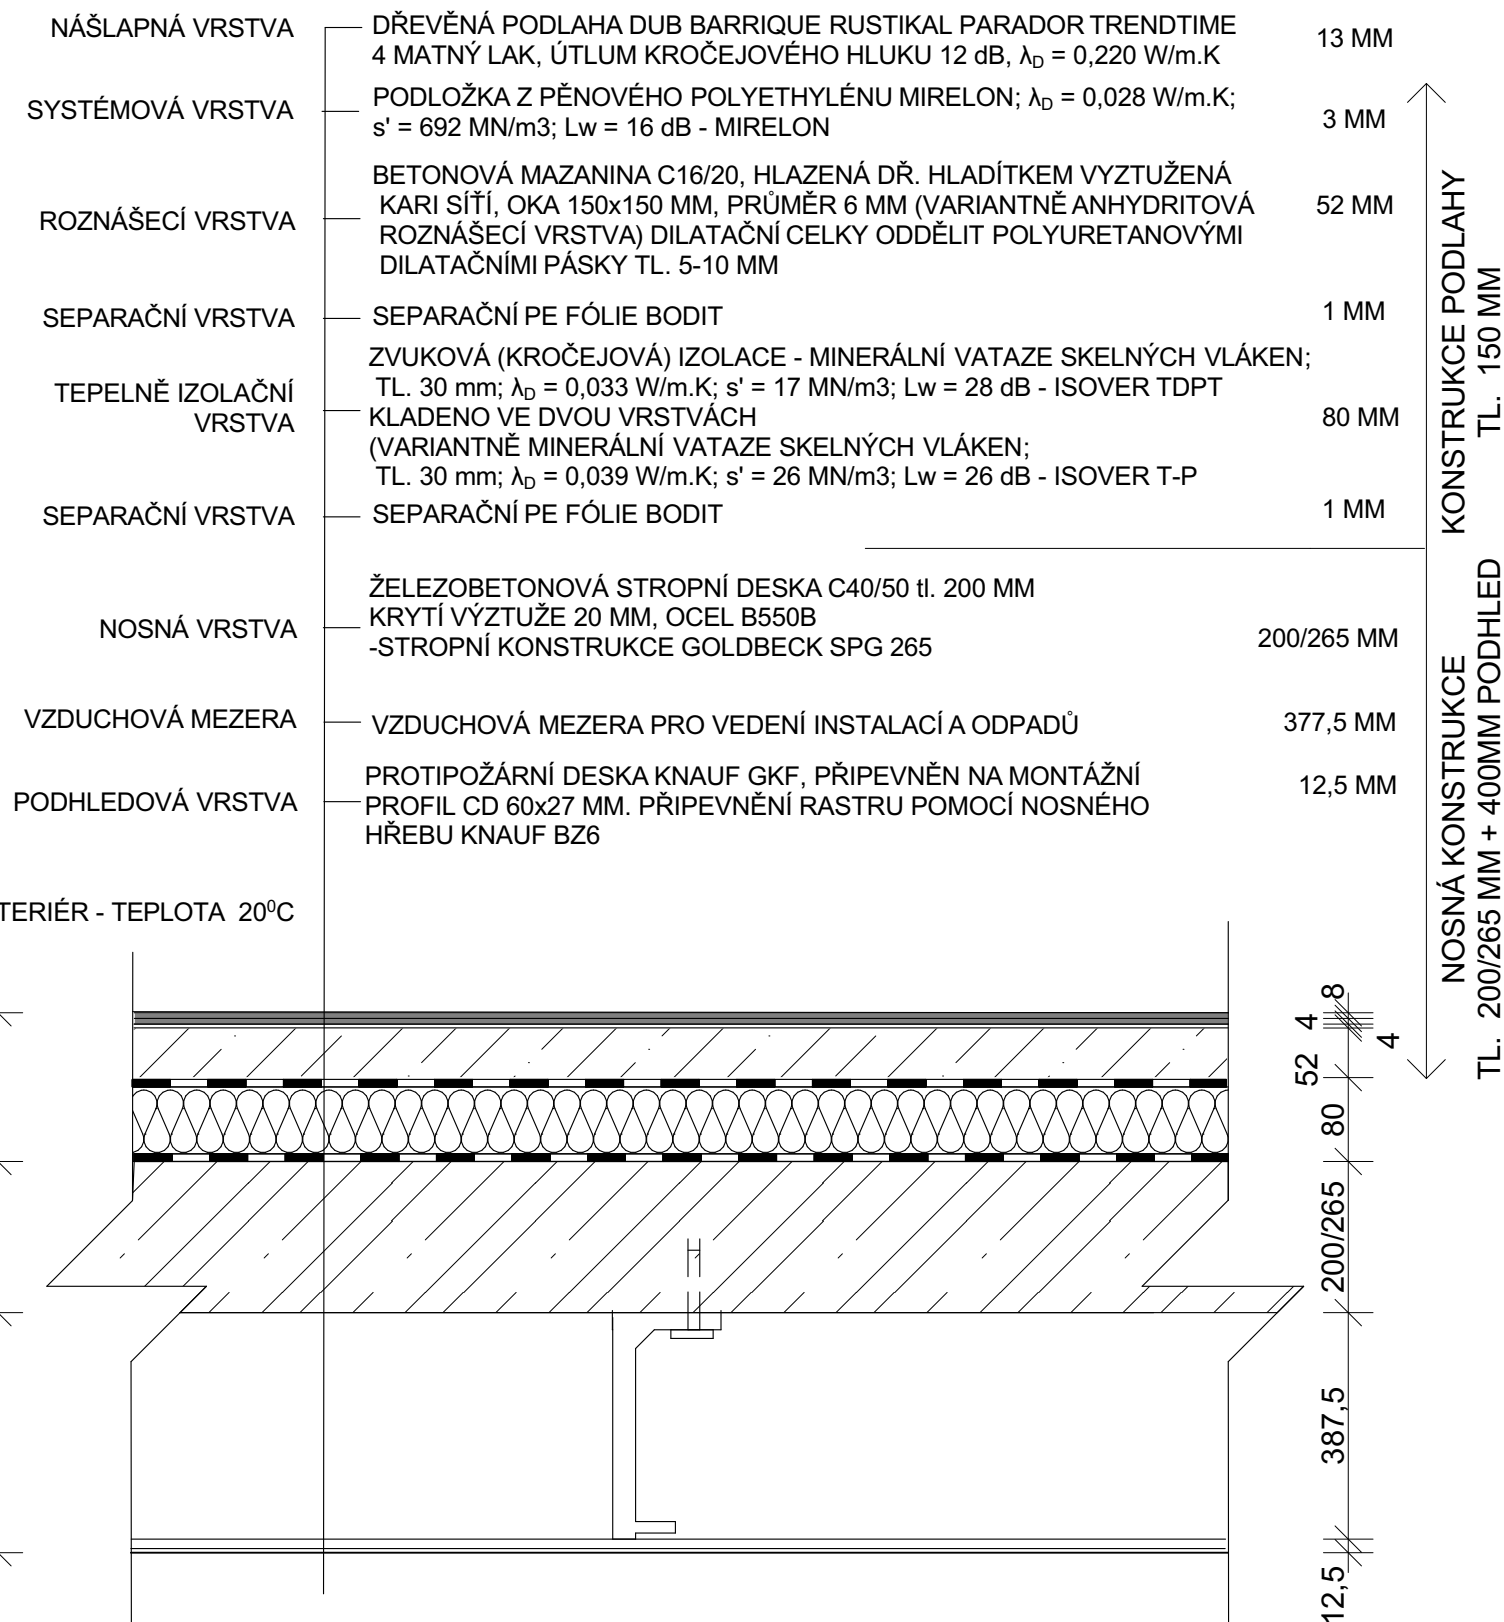 NÁŠLAPNÁ VRSTVA
DŘEVĚNÁ PODLAHA DUB BARRIQUE RUSTIKAL PARADOR TRENDTIME
4 MATNÝ LAK, ÚTLUM KROČEJOVÉHO HLUKU 12 dB, λD = 0,220 W/m.K
13 MM
SYSTÉMOVÁ VRSTVA
PODLOŽKA Z PĚNOVÉHO POLYETHYLÉNU MIRELON; λD = 0,028 W/m.K;
s' = 692 MN/m3; Lw = 16 dB - MIRELON
3 MM
ROZNÁŠECÍ VRSTVA
BETONOVÁ MAZANINA C16/20, HLAZENÁ DŘ. HLADÍTKEM VYZTUŽENÁ
KARI SÍŤÍ, OKA 150x150 MM, PRŮMĚR 6 MM (VARIANTNĚ ANHYDRITOVÁ
ROZNÁŠECÍ VRSTVA) DILATAČNÍ CELKY ODDĚLIT POLYURETANOVÝMI
DILATAČNÍMI PÁSKY TL. 5-10 MM
52 MM
SEPARAČNÍ VRSTVA
SEPARAČNÍ PE FÓLIE BODIT
1 MM
TEPELNĚ IZOLAČNÍ
VRSTVA
ZVUKOVÁ (KROČEJOVÁ) IZOLACE - MINERÁLNÍ VATAZE SKELNÝCH VLÁKEN;
TL. 30 mm; λD = 0,033 W/m.K; s' = 17 MN/m3; Lw = 28 dB - ISOVER TDPT
KLADENO VE DVOU VRSTVÁCH
(VARIANTNĚ MINERÁLNÍ VATAZE SKELNÝCH VLÁKEN;
TL. 30 mm; λD = 0,039 W/m.K; s' = 26 MN/m3; Lw = 26 dB - ISOVER T-P
80 MM
SEPARAČNÍ VRSTVA
SEPARAČNÍ PE FÓLIE BODIT
1 MM
NOSNÁ VRSTVA
ŽELEZOBETONOVÁ STROPNÍ DESKA C40/50 tl. 200 MM
KRYTÍ VÝZTUŽE 20 MM, OCEL B550B
-STROPNÍ KONSTRUKCE GOLDBECK SPG 265
200/265 MM
VZDUCHOVÁ MEZERA
VZDUCHOVÁ MEZERA PRO VEDENÍ INSTALACÍ A ODPADŮ
377,5 MM
PODHLEDOVÁ VRSTVA
PROTIPOŽÁRNÍ DESKA KNAUF GKF, PŘIPEVNĚN NA MONTÁŽNÍ
PROFIL CD 60x27 MM. PŘIPEVNĚNÍ RASTRU POMOCÍ NOSNÉHO
HŘEBU KNAUF BZ6
12,5 MM
KONSTRUKCE PODLAHY
TL. 150 MM
NOSNÁ KONSTRUKCE
TL. 200/265 MM + 400MM PODHLED
TERIÉR - TEPLOTA 20⁰C
8
4
4
52
80
200/265
387,5
12,5